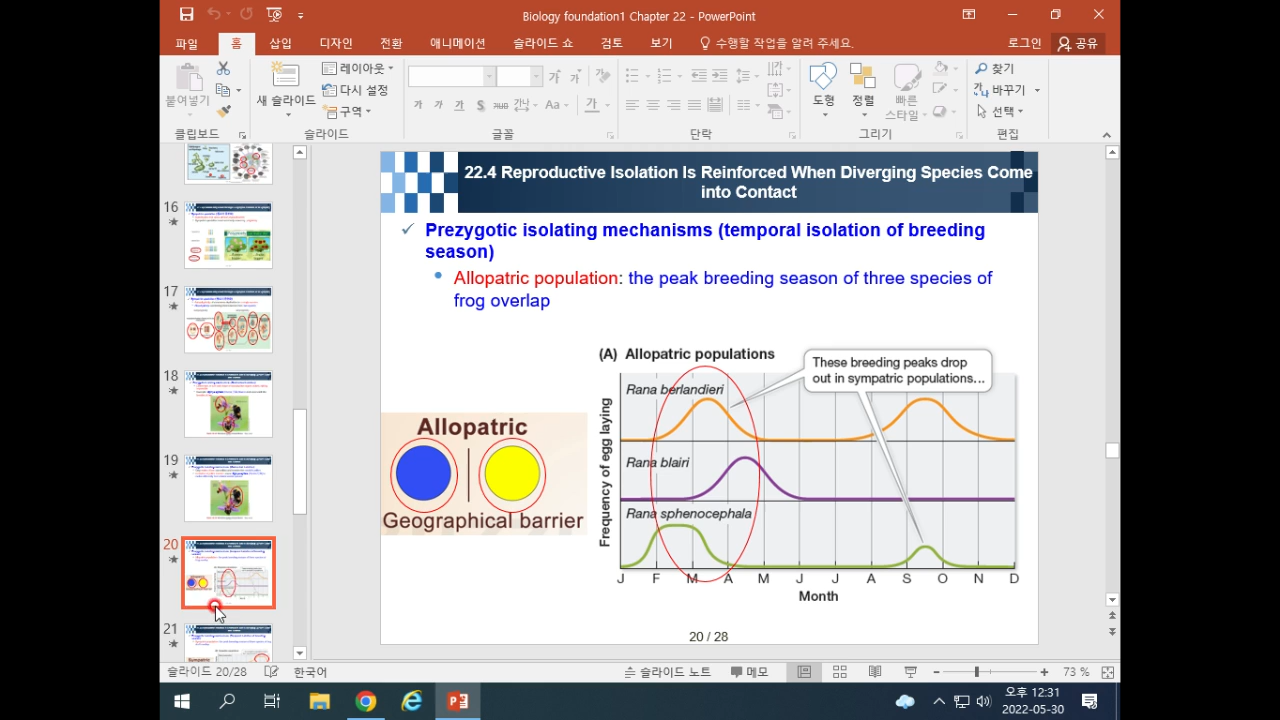 Biology foundation1 Chapter 22 - PowerPoint
파일 홈 삽입 디자인 전환 애니메이션 슬라이드 쇼 검토 보기 수행할 작업을 알려 주세요. 로그인 공유
붙여넣기
클립보드
새 슬라이드
레이아웃
다시 설정
구역
슬라이드
가 가 가 S 가나 Aa 가
글꼴
단락
도형 정렬 빠른 스타일
그리기
찾기
바꾸기
선택
편집
16
17
18
19
20
21
22.4 Reproductive Isolation Is Reinforced When Diverging Species Come
into Contact
Prezygotic isolating mechanisms (temporal isolation of breeding
season)
Allopatric population: the peak breeding season of three species of
frog overlap
Allopatric
Geographical barrier
(A) Allopatric populations
These breeding peaks drop
out in sympatric populations...
Frequency of egg laying
Rana berlandieri
Rana blairi
Rana sphenocephala
J F M A M J J A S O N D
Month
20 / 28
슬라이드 20/28 한국어 슬라이드 노트 메모 73 %
오후 12:31
2022-05-30